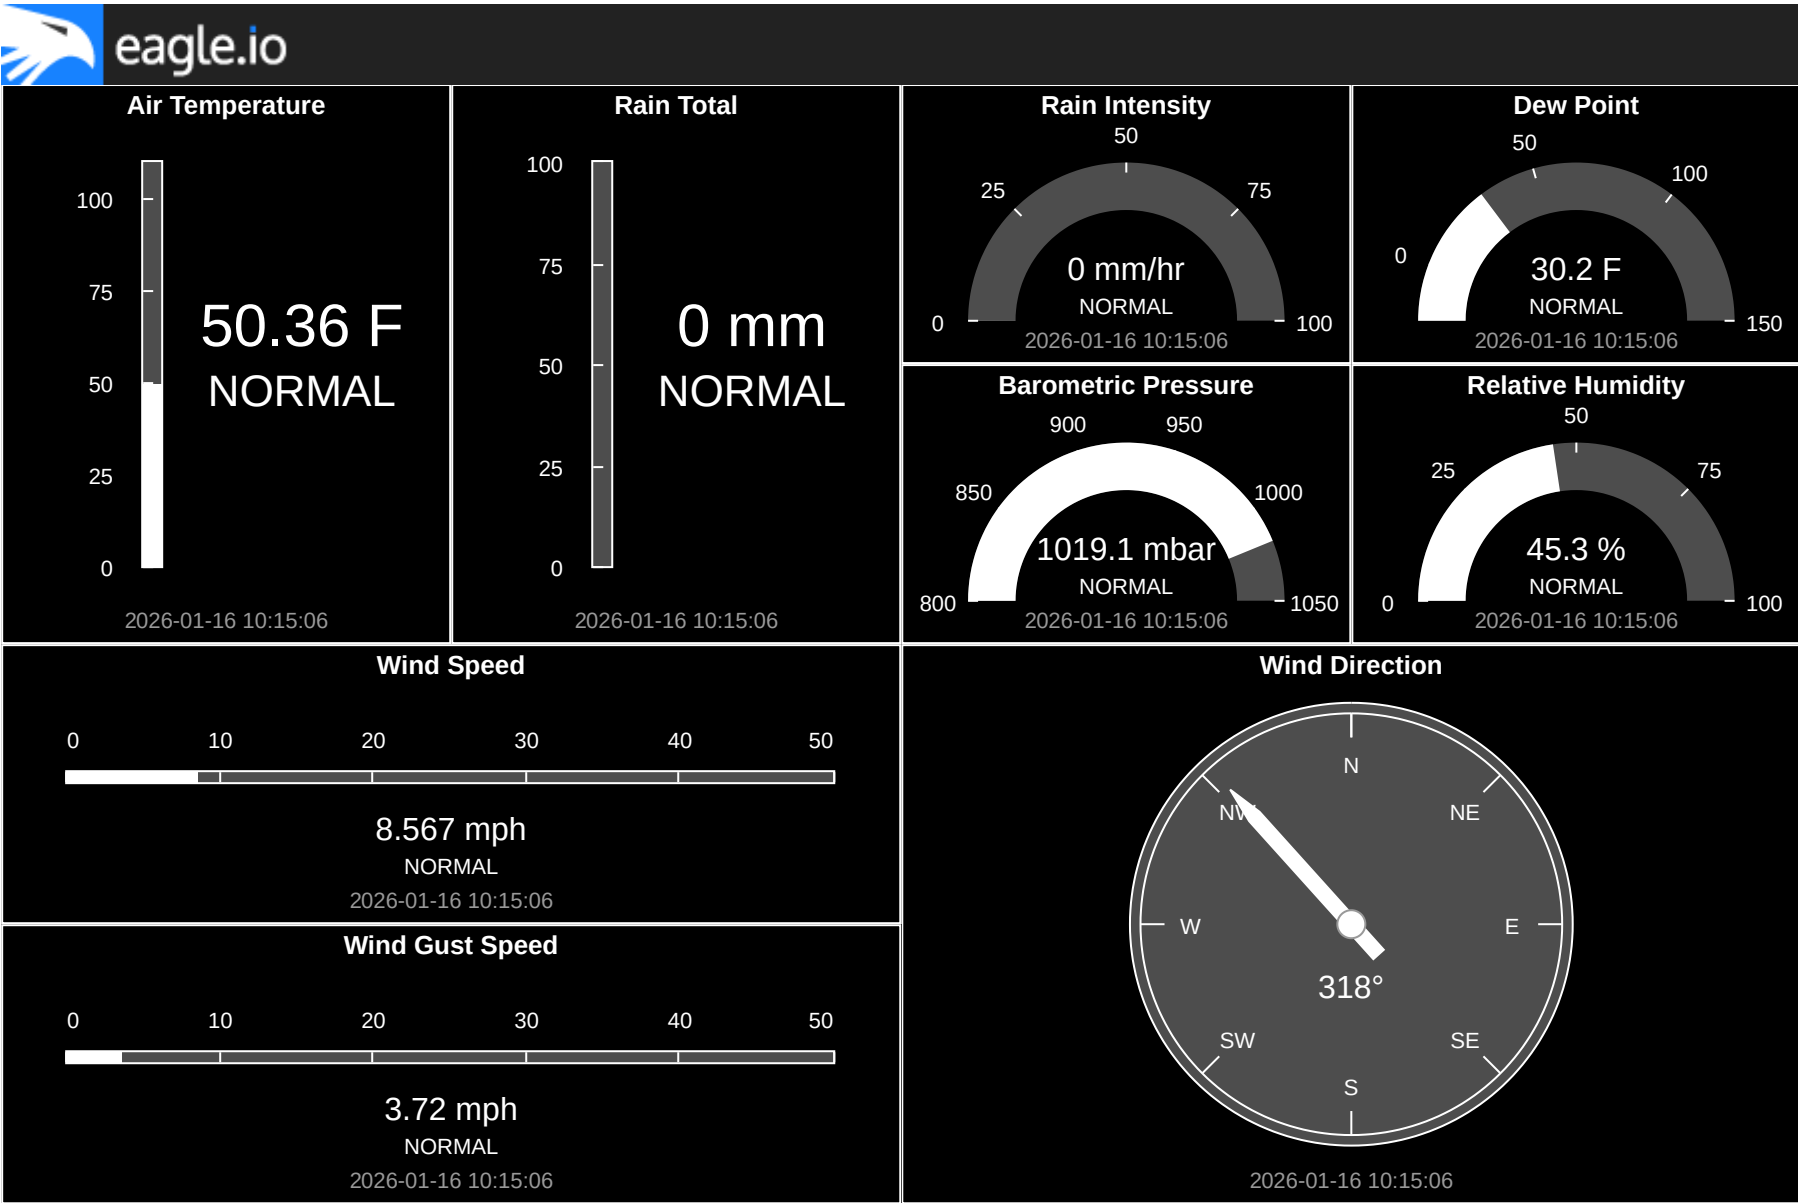 eagle.io
Air Temperature
100
75
50
25
0
50.36 F
NORMAL
2026-01-16 10:15:06
Rain Total
100
75
50
25
0
0 mm
NORMAL
2026-01-16 10:15:06
Rain Intensity
0
25
50
75
100
0 mm/hr
NORMAL
2026-01-16 10:15:06
Dew Point
0
50
100
150
30.2 F
NORMAL
2026-01-16 10:15:06
Barometric Pressure
800
850
900
950
1000
1050
1019.1 mbar
NORMAL
2026-01-16 10:15:06
Relative Humidity
0
25
50
75
100
45.3 %
NORMAL
2026-01-16 10:15:06
Wind Speed
0 10 20 30 40 50
8.567 mph
NORMAL
2026-01-16 10:15:06
Wind Gust Speed
0 10 20 30 40 50
3.72 mph
NORMAL
2026-01-16 10:15:06
Wind Direction
N
NW NE
W E
318°
SW SE
S
2026-01-16 10:15:06